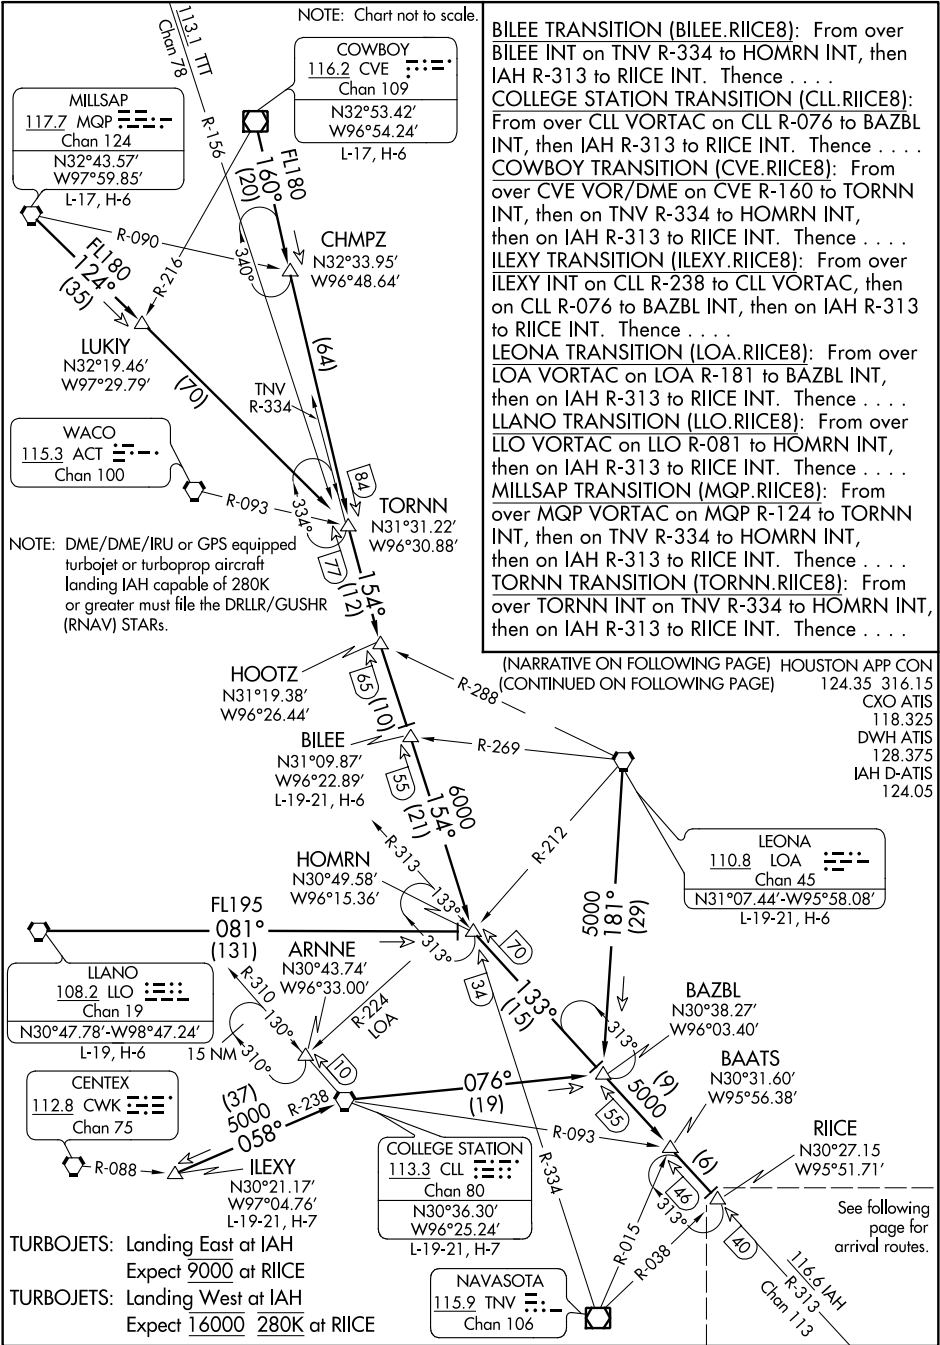 NOTE: Chart not to scale.
113.1 TTT
Chan 78
R-156
COWBOY
116.2 CVE
Chan 109
N32°53.42'
W96°54.24'
L-17, H-6
MILLSAP
117.7 MQP
Chan 124
N32°43.57'
W97°59.85'
L-17, H-6
FL180
160°
(20)
R-090
R-216
340°
CHMPZ
N32°33.95'
W96°48.64'
FL180
124°
(35)
LUKIY
N32°19.46'
W97°29.79'
(70)
(64)
TNV
R-334
WACO
115.3 ACT
Chan 100
R-093
334°
84
TORNN
N31°31.22'
W96°30.88'
77
NOTE: DME/DME/IRU or GPS equipped
turbojet or turboprop aircraft
landing IAH capable of 280K
or greater must file the DRLLR/GUSHR
(RNAV) STARs.
154°
(12)
HOOTZ
N31°19.38'
W96°26.44'
65
(10)
R-288
BILEE
N31°09.87'
W96°22.89'
L-19-21, H-6
R-269
55
6000
154°
(21)
R-212
R-313
LEONA
110.8 LOA
Chan 45
N31°07.44'-W95°58.08'
L-19-21, H-6
5000
181°
(29)
HOMRN
N30°49.58'
W96°15.36'
133°
313°
70
34
FL195
081°
(131)
LLANO
108.2 LLO
Chan 19
N30°47.78'-W98°47.24'
L-19, H-6
ARNNE
N30°43.74'
W96°33.00'
R-310
130°
310°
15 NM
R-224
LOA
10
133°
(15)
BAZBL
N30°38.27'
W96°03.40'
313°
55
5000
(9)
BAATS
N30°31.60'
W95°56.38'
CENTEX
112.8 CWK
Chan 75
R-088
(37)
5000
058°
R-238
ILEXY
N30°21.17'
W97°04.76'
L-19-21, H-7
076°
(19)
R-093
COLLEGE STATION
113.3 CLL
Chan 80
N30°36.30'
W96°25.24'
L-19-21, H-7
R-334
R-015
R-038
46
313°
(6)
RIICE
N30°27.15
W95°51.71'
40
See following
page for
arrival routes.
116.6 IAH
R-313
Chan 113
NAVASOTA
115.9 TNV
Chan 106
TURBOJETS: Landing East at IAH
Expect 9000 at RIICE
TURBOJETS: Landing West at IAH
Expect 16000 280K at RIICE
BILEE TRANSITION (BILEE.RIICE8): From over
BILEE INT on TNV R-334 to HOMRN INT, then
IAH R-313 to RIICE INT. Thence . . . .
COLLEGE STATION TRANSITION (CLL.RIICE8):
From over CLL VORTAC on CLL R-076 to BAZBL
INT, then IAH R-313 to RIICE INT. Thence . . . .
COWBOY TRANSITION (CVE.RIICE8): From
over CVE VOR/DME on CVE R-160 to TORNN
INT, then on TNV R-334 to HOMRN INT,
then on IAH R-313 to RIICE INT. Thence . . . .
ILEXY TRANSITION (ILEXY.RIICE8): From over
ILEXY INT on CLL R-238 to CLL VORTAC, then
on CLL R-076 to BAZBL INT, then on IAH R-313
to RIICE INT. Thence . . . .
LEONA TRANSITION (LOA.RIICE8): From over
LOA VORTAC on LOA R-181 to BAZBL INT,
then on IAH R-313 to RIICE INT. Thence . . . .
LLANO TRANSITION (LLO.RIICE8): From over
LLO VORTAC on LLO R-081 to HOMRN INT,
then on IAH R-313 to RIICE INT. Thence . . . .
MILLSAP TRANSITION (MQP.RIICE8): From
over MQP VORTAC on MQP R-124 to TORNN
INT, then on TNV R-334 to HOMRN INT,
then on IAH R-313 to RIICE INT. Thence . . . .
TORNN TRANSITION (TORNN.RIICE8): From
over TORNN INT on TNV R-334 to HOMRN INT,
then on IAH R-313 to RIICE INT. Thence . . . .
(NARRATIVE ON FOLLOWING PAGE)
(CONTINUED ON FOLLOWING PAGE)
HOUSTON APP CON
124.35 316.15
CXO ATIS
118.325
DWH ATIS
128.375
IAH D-ATIS
124.05